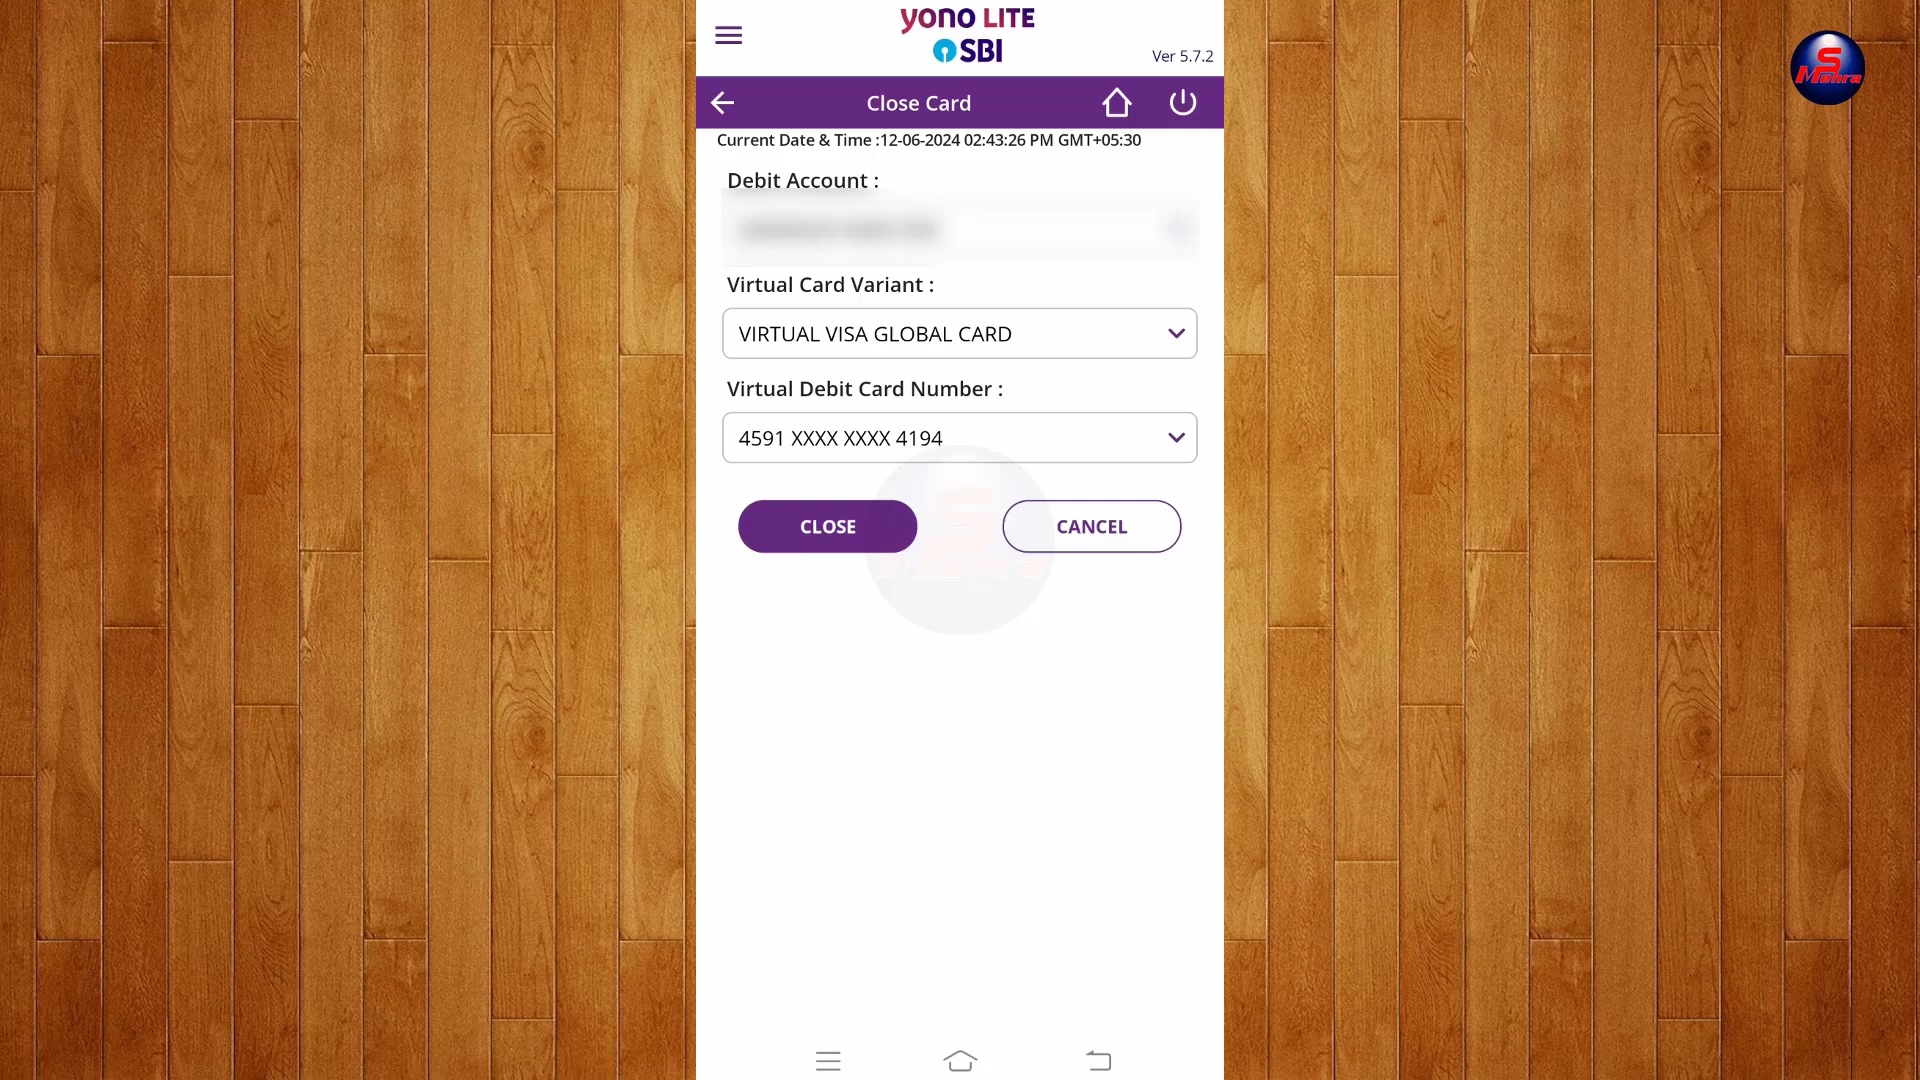 yono LITE
SBI
Ver 5.7.2
Close Card
Current Date & Time :12-06-2024 02:43:26 PM GMT+05:30
Debit Account :
Virtual Card Variant :
VIRTUAL VISA GLOBAL CARD
Virtual Debit Card Number :
4591 XXXX XXXX 4194
CLOSE
CANCEL
S
Mehra